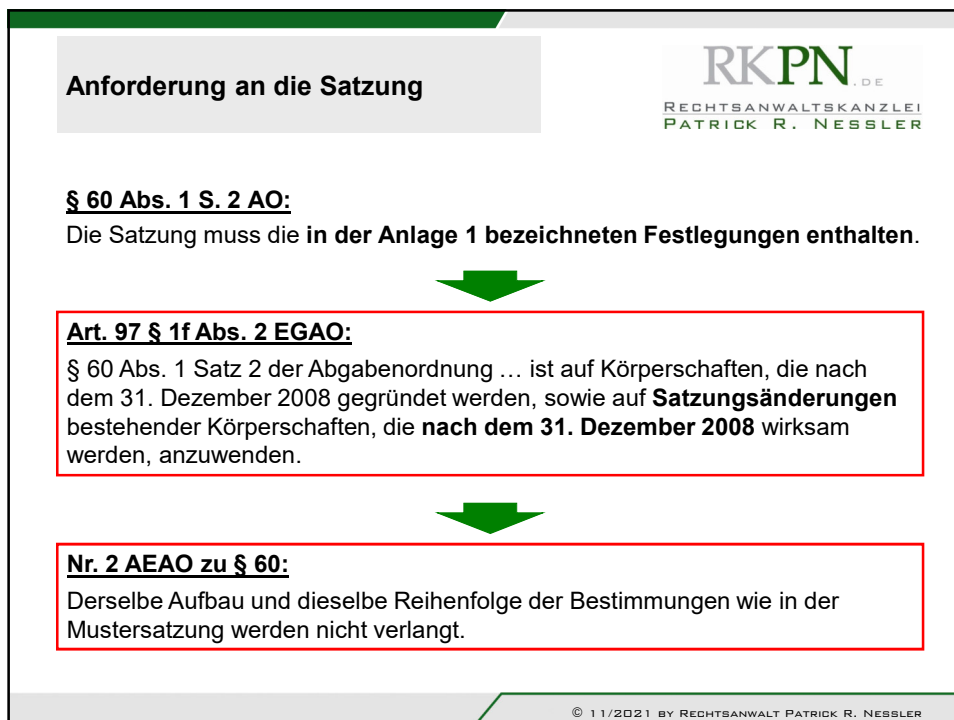 Anforderung an die Satzung
RKPN.DE
RECHTSANWALTSKANZLEI
PATRICK R. NESSLER
§ 60 Abs. 1 S. 2 AO:
Die Satzung muss die in der Anlage 1 bezeichneten Festlegungen enthalten.
Art. 97 § 1f Abs. 2 EGAO:
§ 60 Abs. 1 Satz 2 der Abgabenordnung … ist auf Körperschaften, die nach
dem 31. Dezember 2008 gegründet werden, sowie auf Satzungsänderungen
bestehender Körperschaften, die nach dem 31. Dezember 2008 wirksam
werden, anzuwenden.
Nr. 2 AEAO zu § 60:
Derselbe Aufbau und dieselbe Reihenfolge der Bestimmungen wie in der
Mustersatzung werden nicht verlangt.
© 11/2021 BY RECHTSANWALT PATRICK R. NESSLER